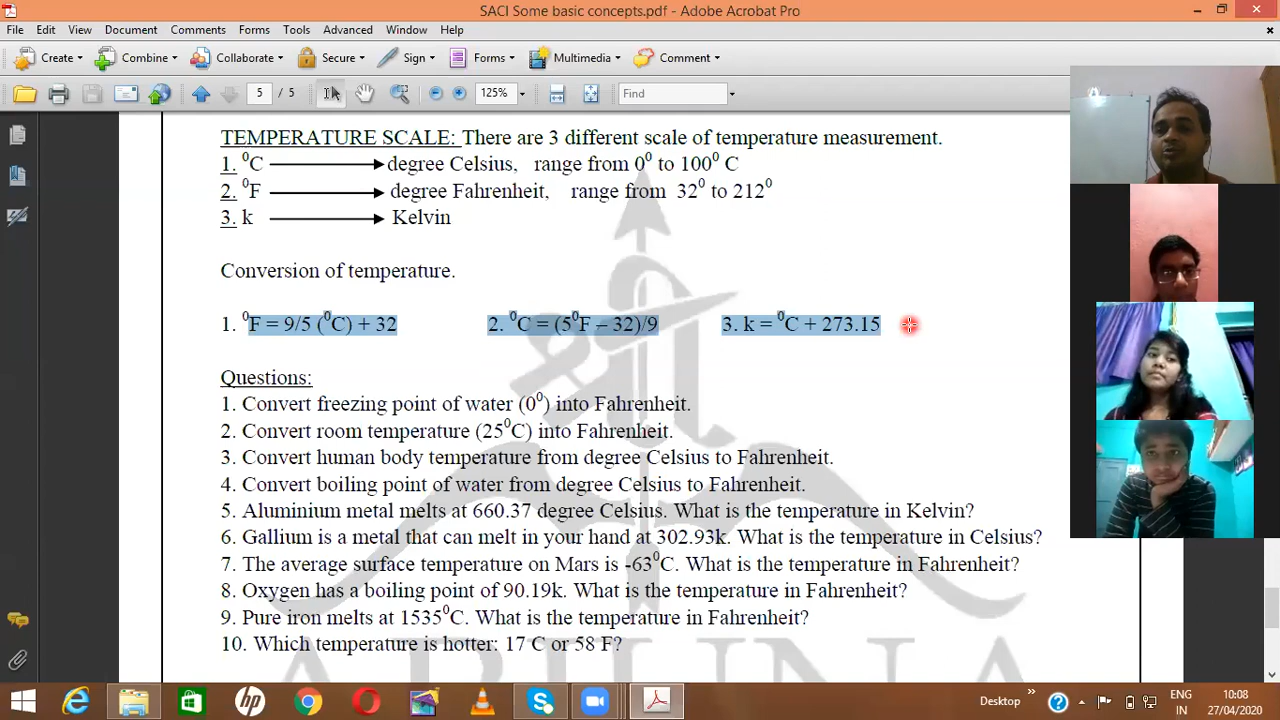 SACI Some basic concepts.pdf - Adobe Acrobat Pro
File Edit View Document Comments Forms Tools Advanced Window Help
Create Combine Collaborate Secure Sign Forms Multimedia Comment
5 / 5 125% Find
TEMPERATURE SCALE: There are 3 different scale of temperature measurement.
1. ⁰C degree Celsius, range from 0⁰ to 100⁰ C
2. ⁰F degree Fahrenheit, range from 32⁰ to 212⁰
3. k Kelvin
Conversion of temperature.
1. ⁰F = 9/5 (⁰C) + 32 2. ⁰C = (5⁰F – 32)/9 3. k = ⁰C + 273.15
Questions:
1. Convert freezing point of water (0⁰) into Fahrenheit.
2. Convert room temperature (25⁰C) into Fahrenheit.
3. Convert human body temperature from degree Celsius to Fahrenheit.
4. Convert boiling point of water from degree Celsius to Fahrenheit.
5. Aluminium metal melts at 660.37 degree Celsius. What is the temperature in Kelvin?
6. Gallium is a metal that can melt in your hand at 302.93k. What is the temperature in Celsius?
7. The average surface temperature on Mars is -63⁰C. What is the temperature in Fahrenheit?
8. Oxygen has a boiling point of 90.19k. What is the temperature in Fahrenheit?
9. Pure iron melts at 1535⁰C. What is the temperature in Fahrenheit?
10. Which temperature is hotter: 17 C or 58 F?
श्री
hp
Desktop » ENG 10:08
IN 27/04/2020